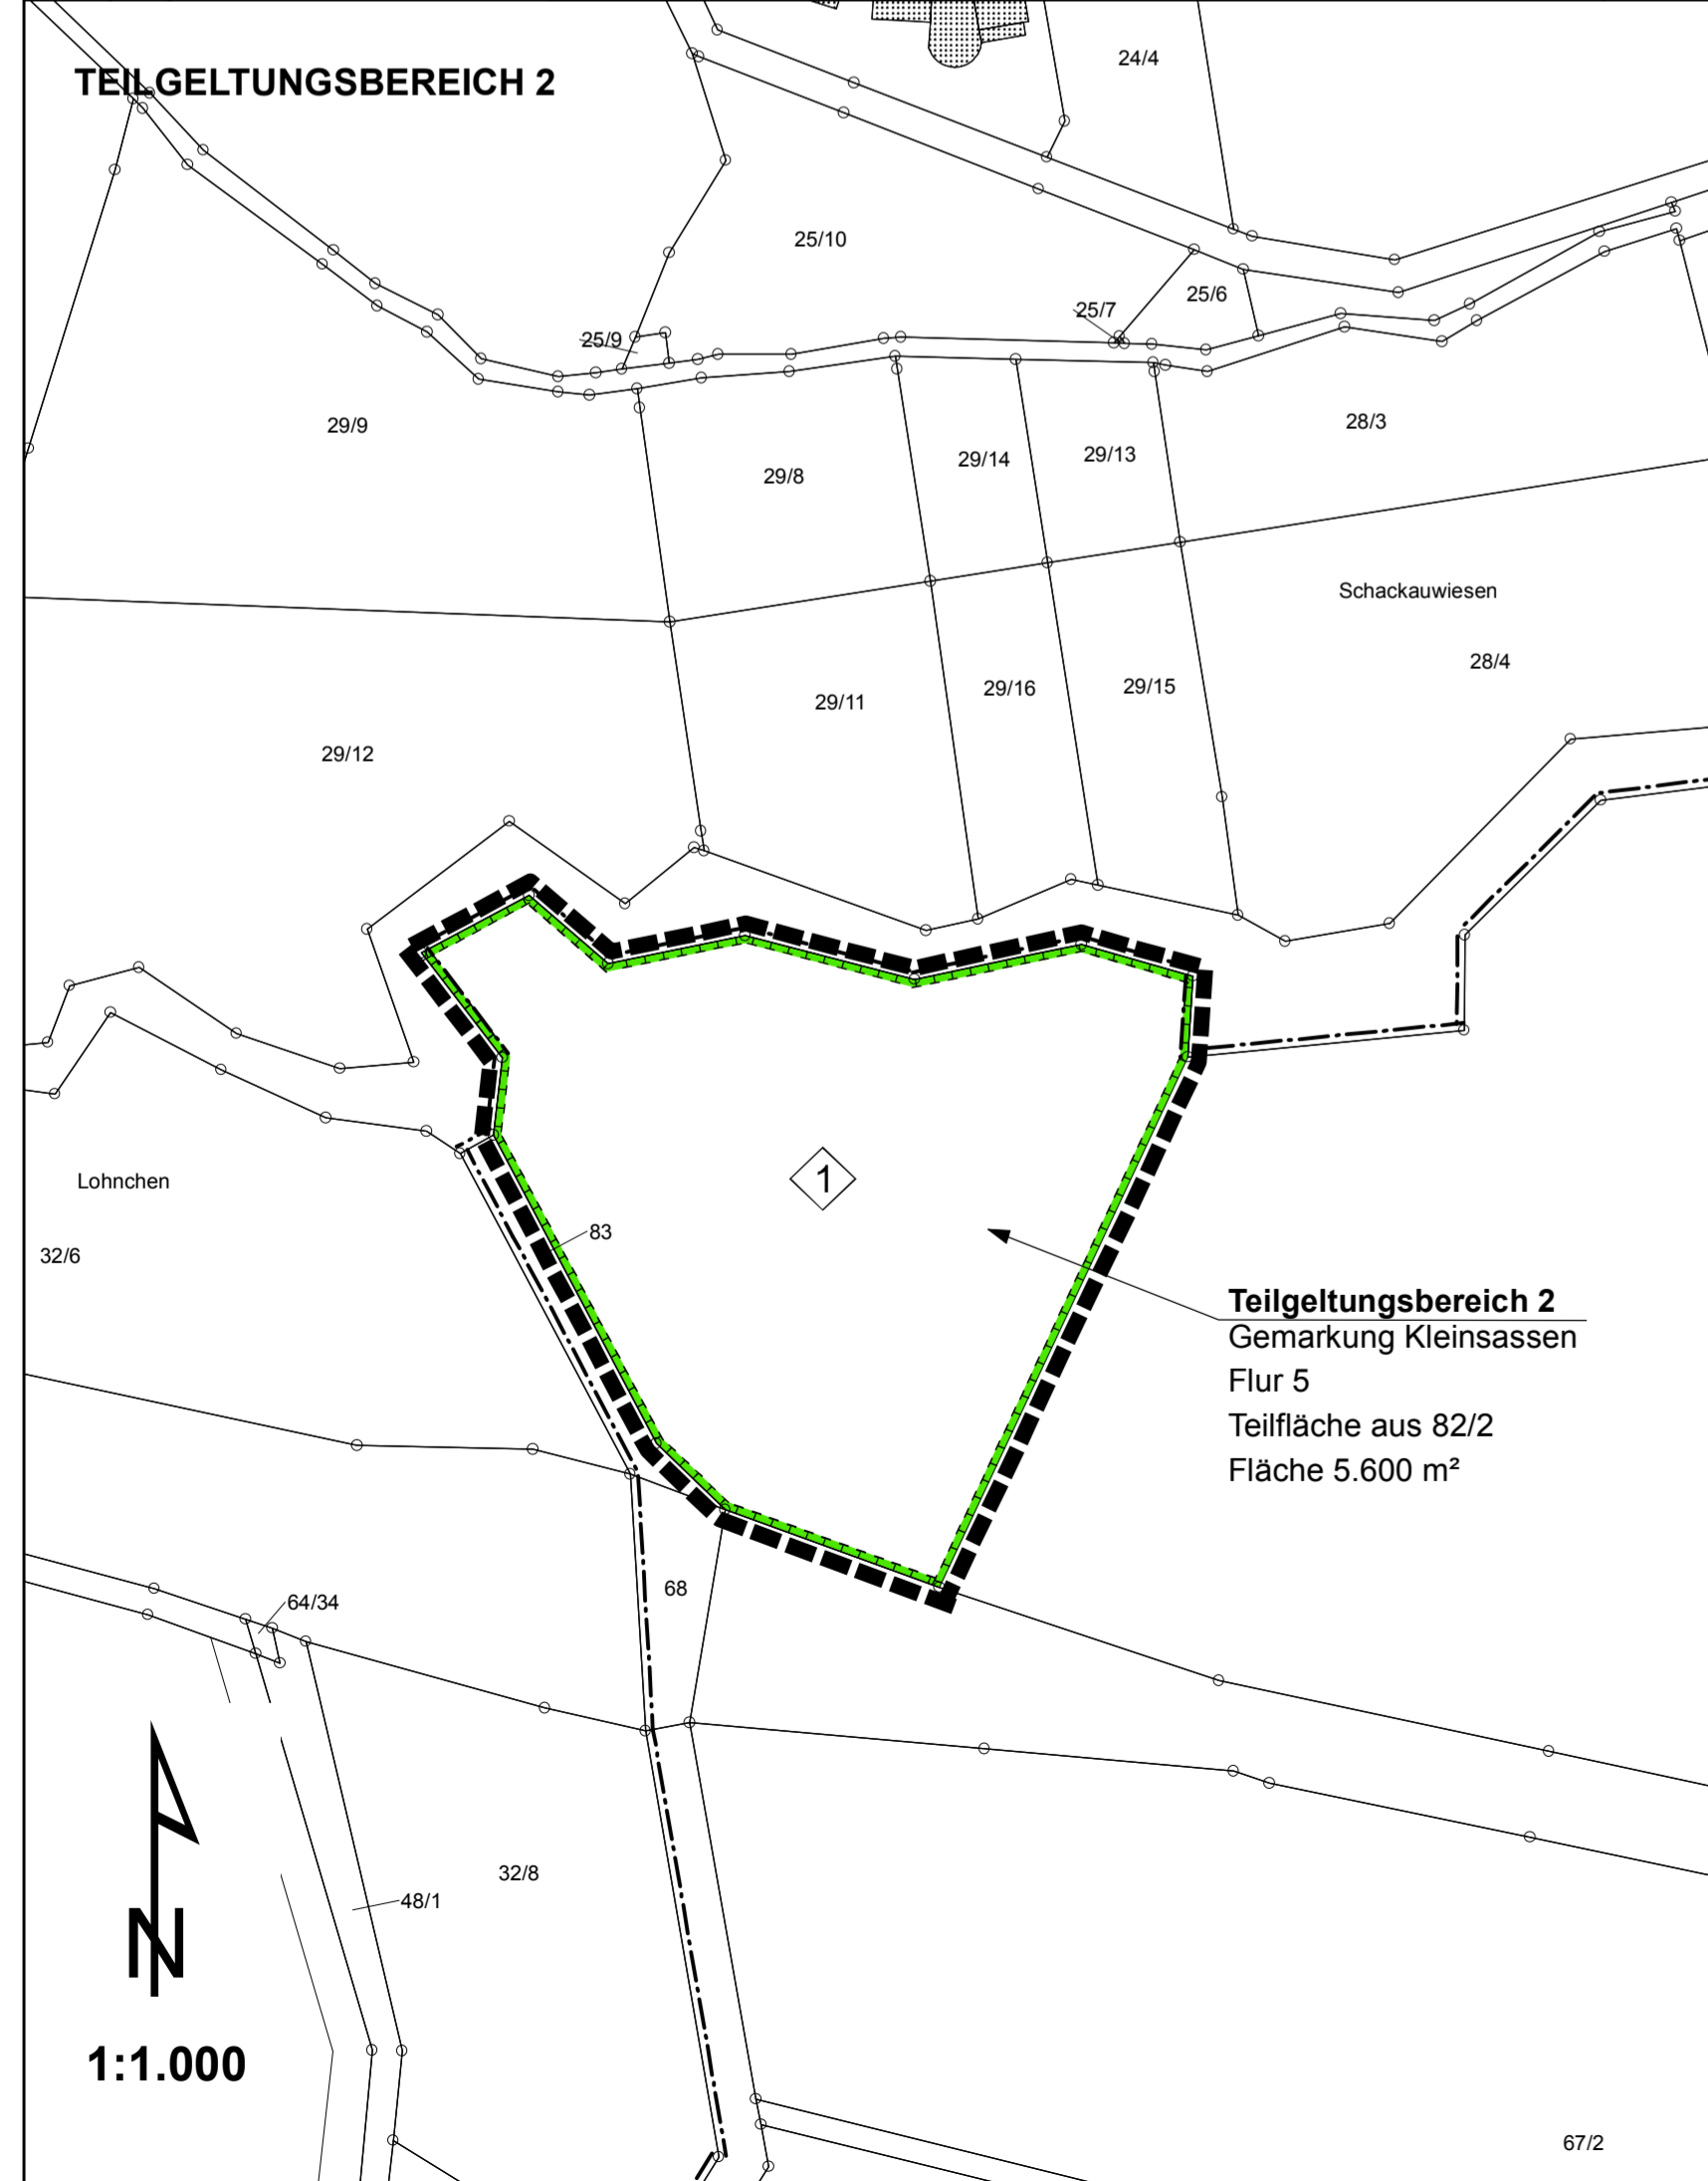 TEILGELTUNGSBEREICH 2
24/4
25/10
25/6
25/7
25/9
29/9
28/3
29/14
29/13
29/8
Schackauwiesen
28/4
29/11
29/16
29/15
29/12
1
Lohnchen
83
32/6
Teilgeltungsbereich 2
Gemarkung Kleinsassen
Flur 5
Teilfläche aus 82/2
Fläche 5.600 m²
68
64/34
32/8
48/1
N
1:1.000
67/2